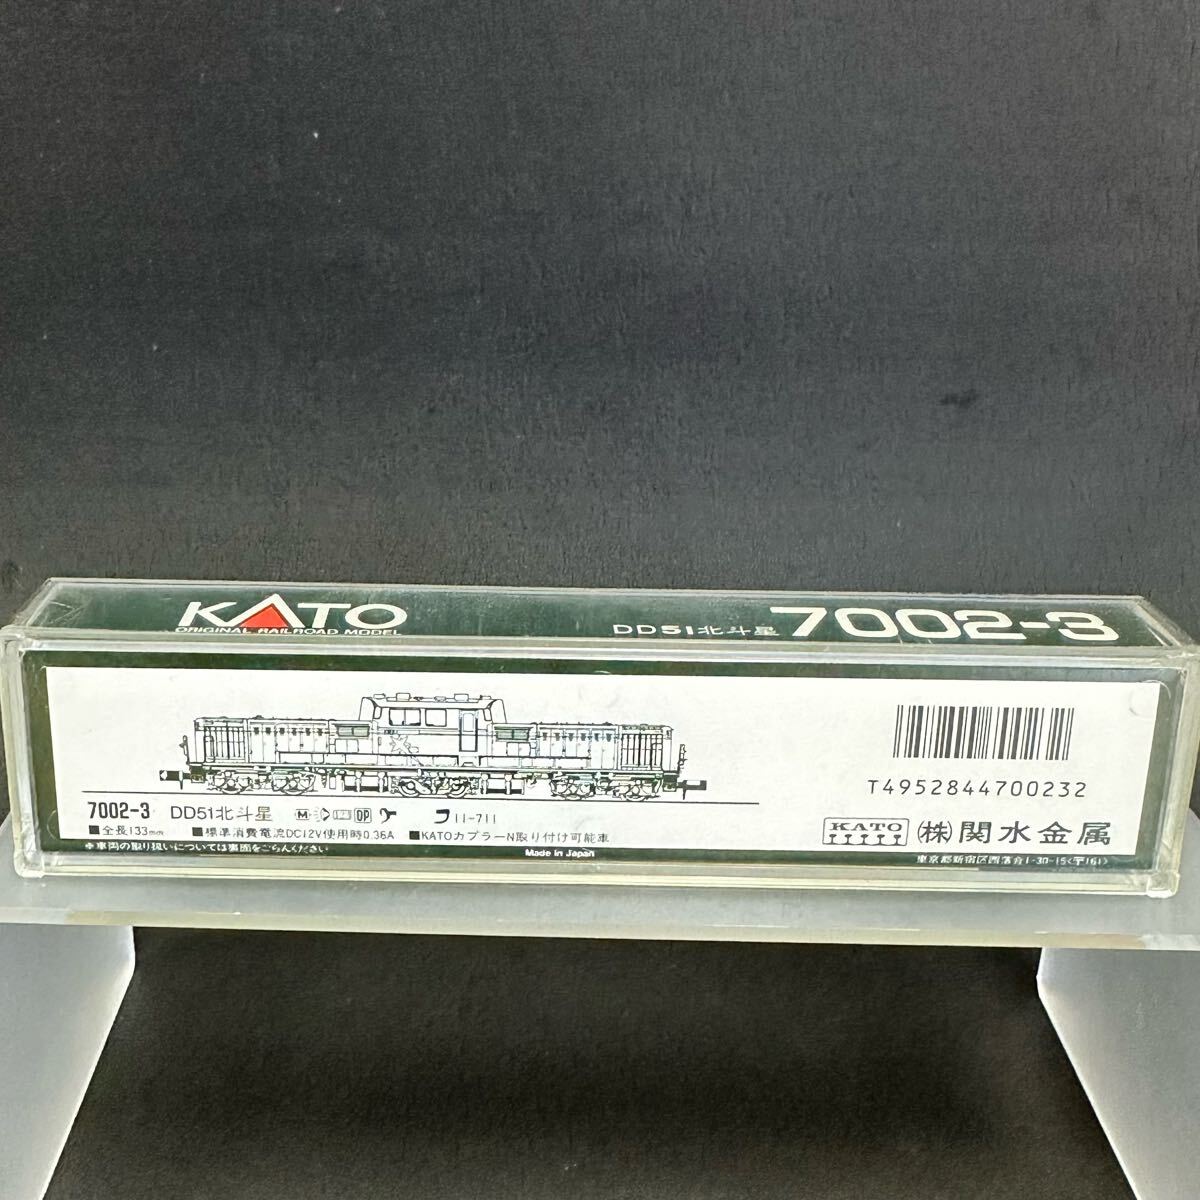 KATO
ORIGINAL RAILROAD MODEL
DD51北斗星 7002-3
7002-3 DD51北斗星 M OP 11-711
■全長133mm ■標準消費電流DC12V使用時0.36A ■KATOカプラーN取り付け可能車
＊車両の取り扱いについては裏面をごらんください
Made in Japan
T4952844700232
KATO (株)関水金属
東京都新宿区西落合1-30-15<〒161>